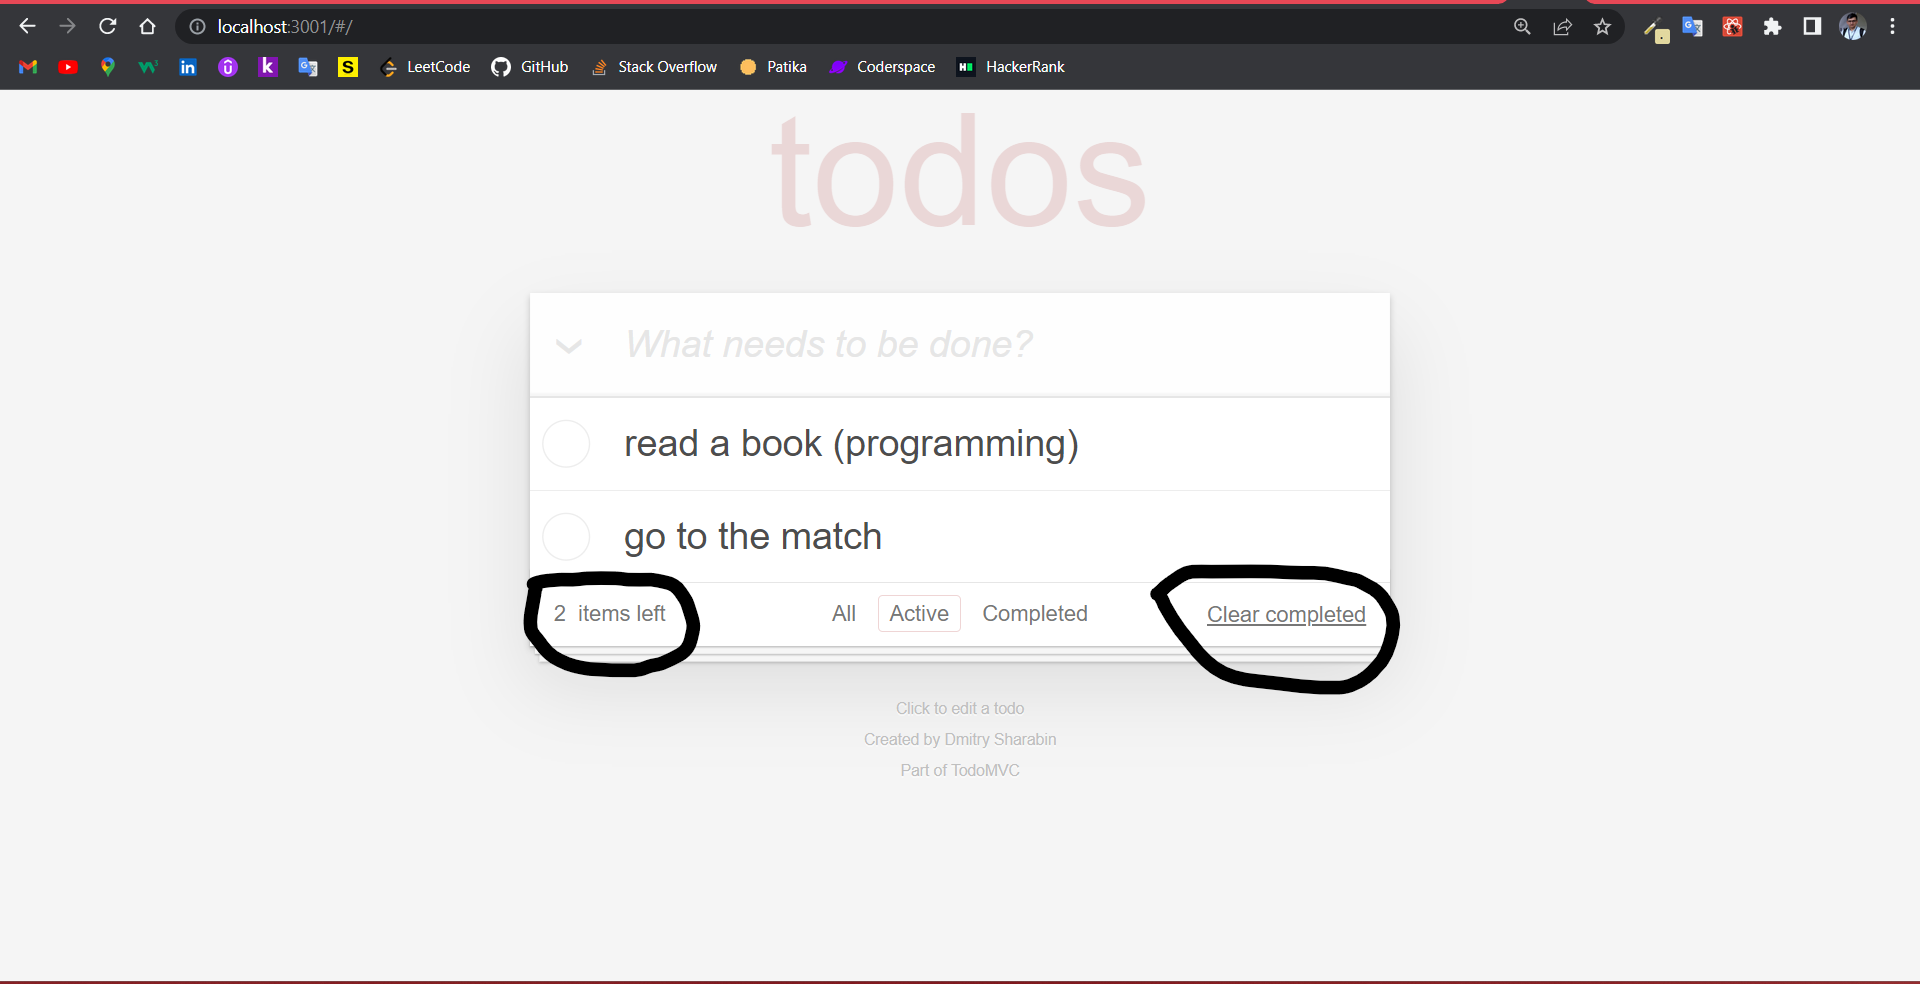 localhost:3001/#/
LeetCode GitHub Stack Overflow Patika Coderspace HackerRank
todos
What needs to be done?
read a book (programming)
go to the match
2 items left All Active Completed Clear completed
Click to edit a todo
Created by Dmitry Sharabin
Part of TodoMVC